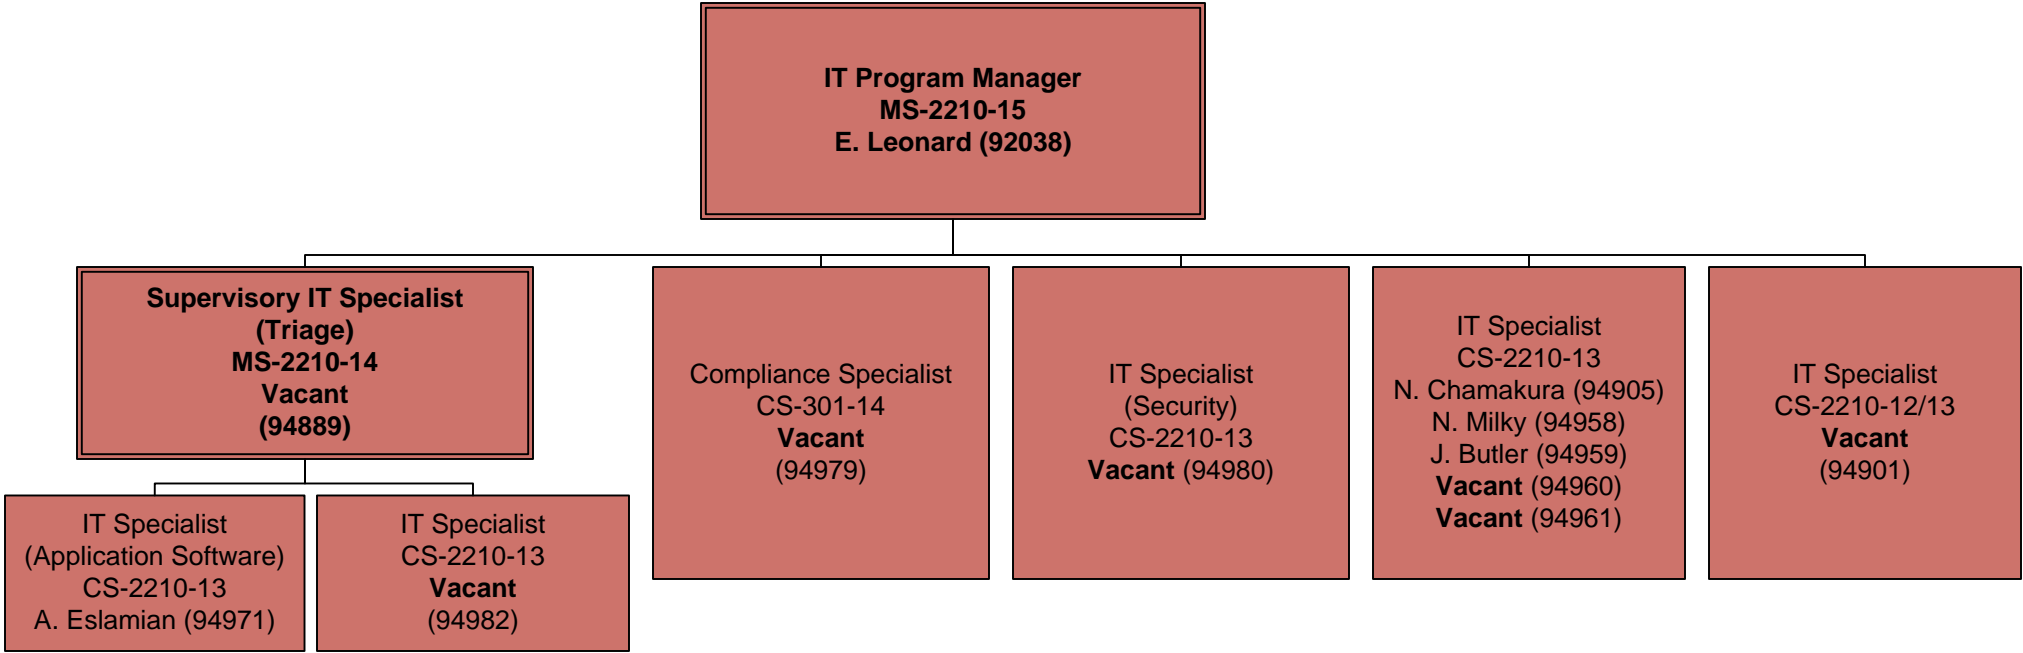 IT Program Manager
MS-2210-15
E. Leonard (92038)
Supervisory IT Specialist
(Triage)
MS-2210-14
Vacant
(94889)
IT Specialist
(Application Software)
CS-2210-13
A. Eslamian (94971)
IT Specialist
CS-2210-13
Vacant
(94982)
Compliance Specialist
CS-301-14
Vacant
(94979)
IT Specialist
(Security)
CS-2210-13
Vacant (94980)
IT Specialist
CS-2210-13
N. Chamakura (94905)
N. Milky (94958)
J. Butler (94959)
Vacant (94960)
Vacant (94961)
IT Specialist
CS-2210-12/13
Vacant
(94901)